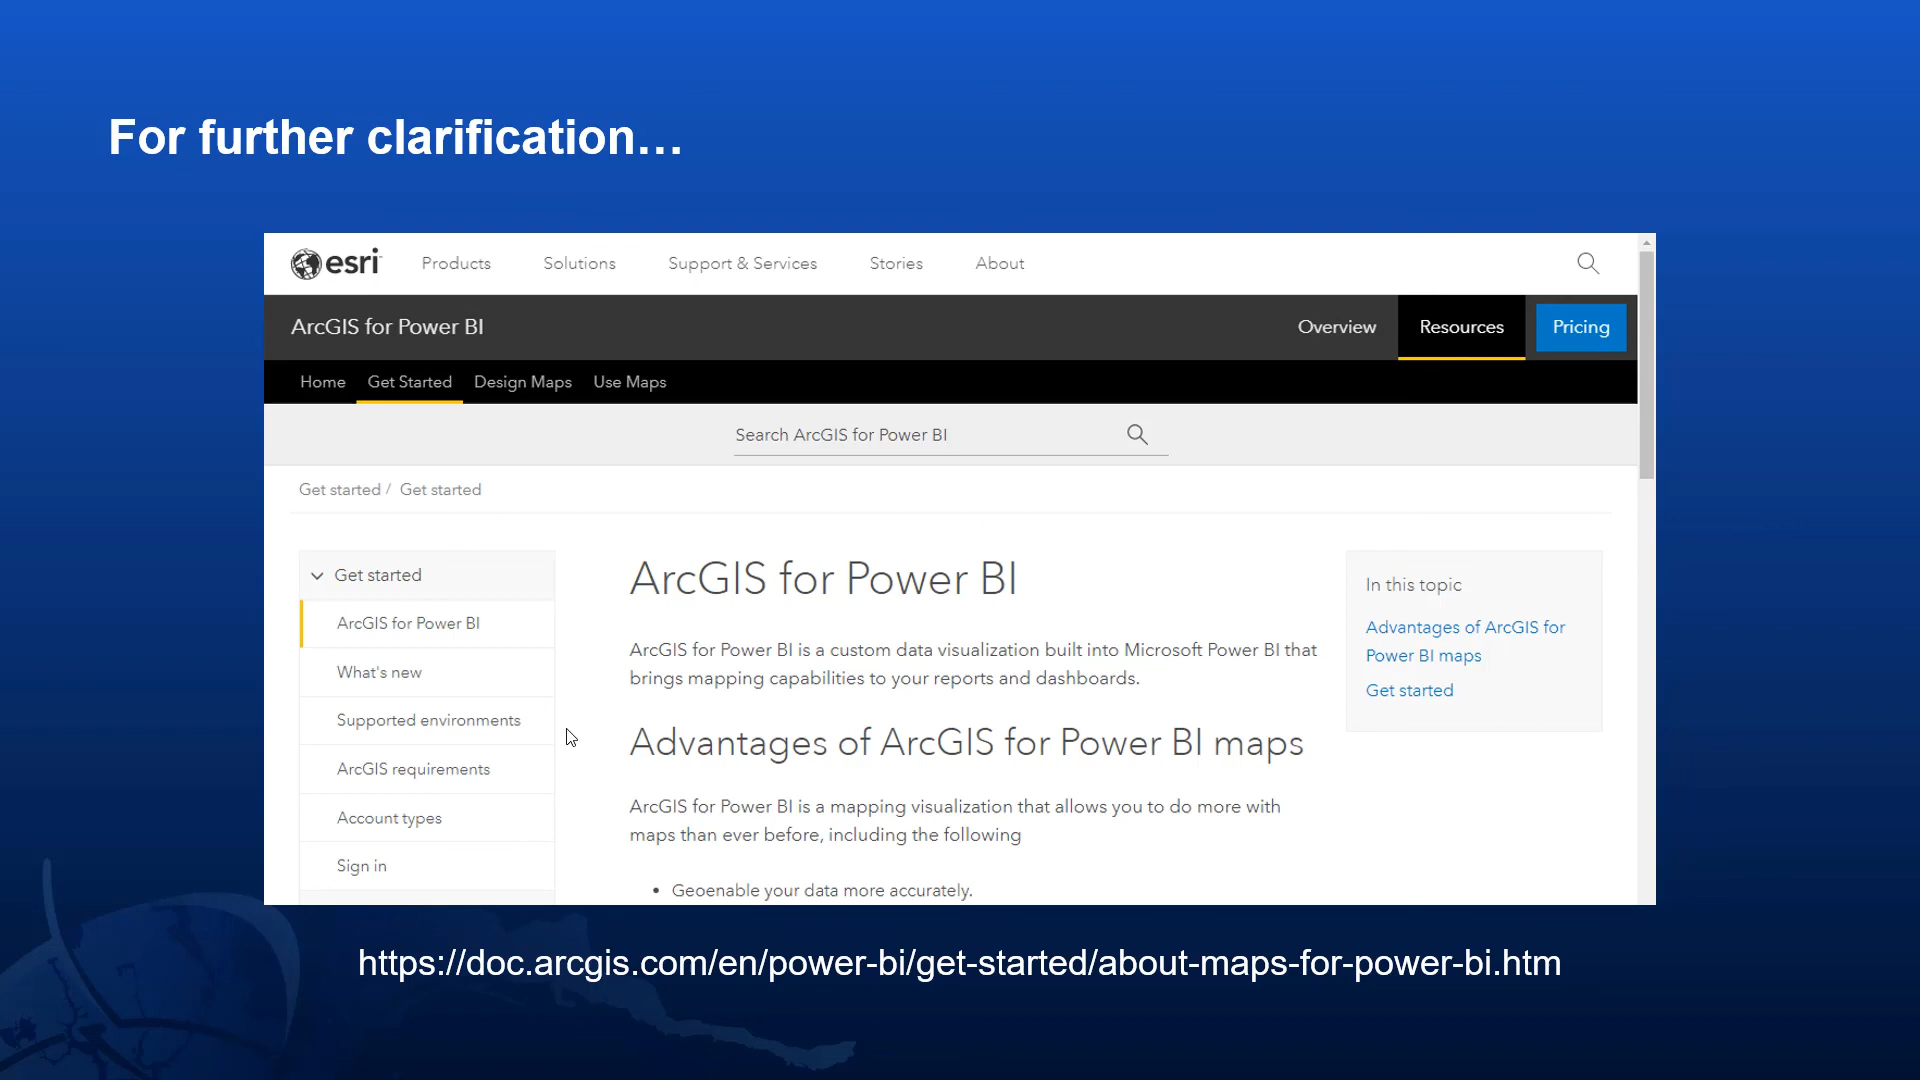 For further clarification…
esri
Products Solutions Support & Services Stories About
ArcGIS for Power BI Overview Resources Pricing
Home Get Started Design Maps Use Maps
Search ArcGIS for Power BI
Get started / Get started
Get started
ArcGIS for Power BI
What's new
Supported environments
ArcGIS requirements
Account types
Sign in
ArcGIS for Power BI
ArcGIS for Power BI is a custom data visualization built into Microsoft Power BI that
brings mapping capabilities to your reports and dashboards.
Advantages of ArcGIS for Power BI maps
ArcGIS for Power BI is a mapping visualization that allows you to do more with
maps than ever before, including the following
• Geoenable your data more accurately.
In this topic
Advantages of ArcGIS for
Power BI maps
Get started
https://doc.arcgis.com/en/power-bi/get-started/about-maps-for-power-bi.htm